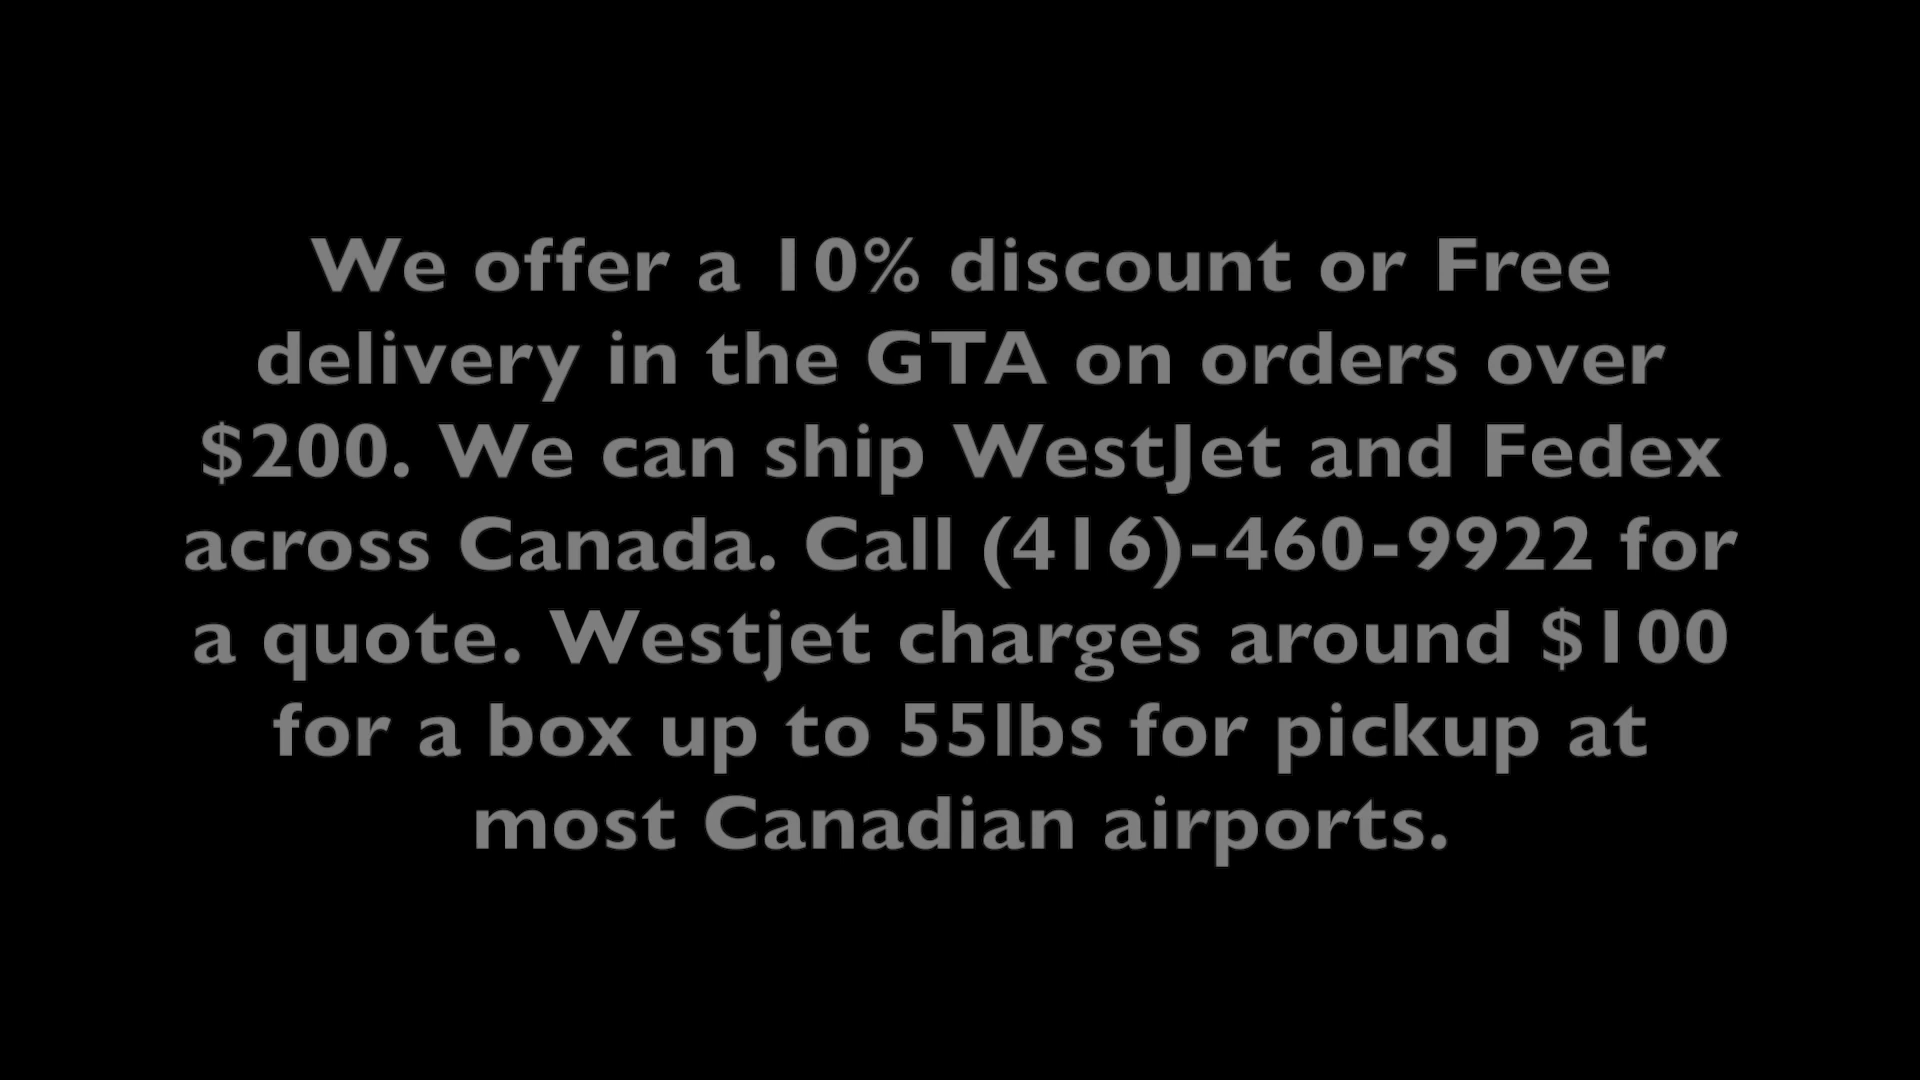 We offer a 10% discount or Free
delivery in the GTA on orders over
$200. We can ship WestJet and Fedex
across Canada. Call (416)-460-9922 for
a quote. Westjet charges around $100
for a box up to 55lbs for pickup at
most Canadian airports.